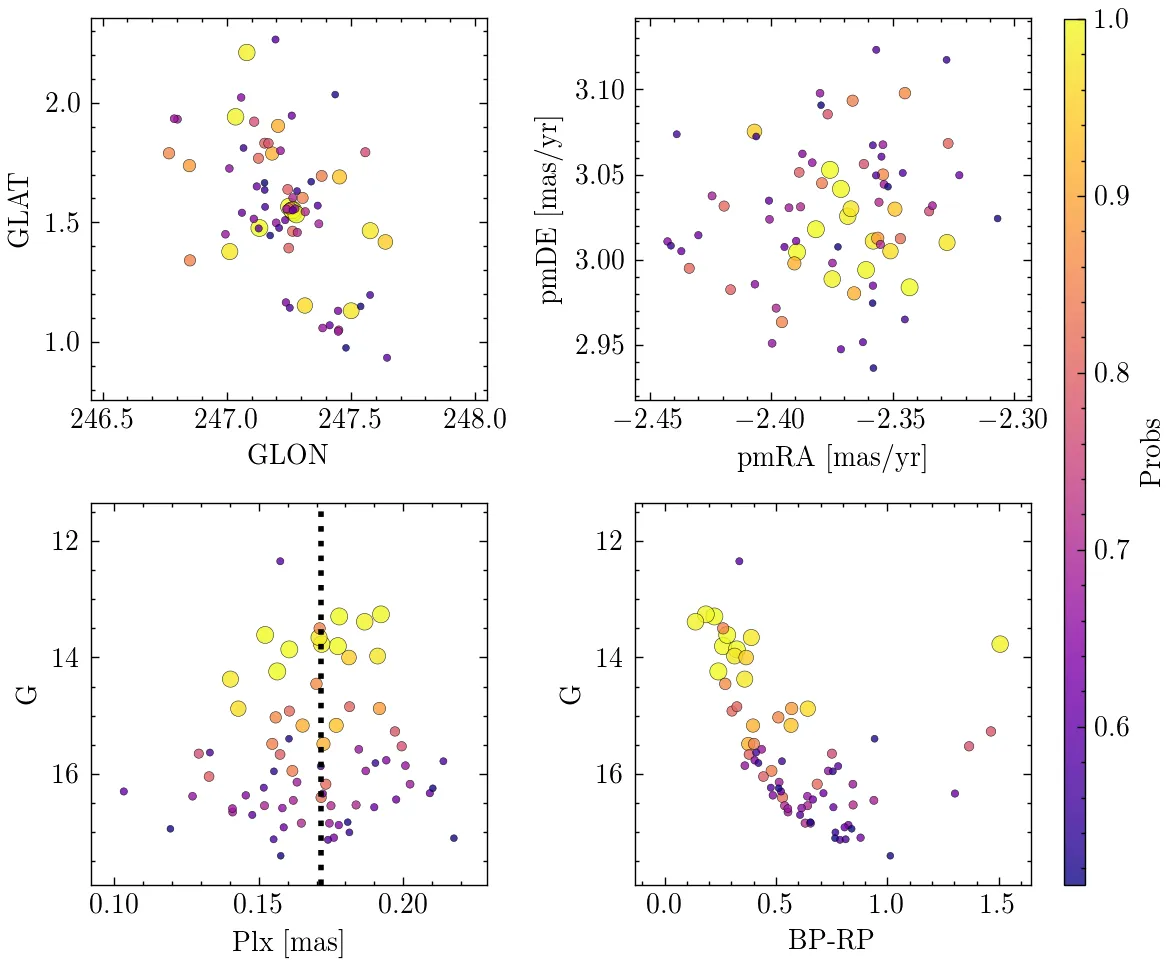 2.0
1.5
1.0
GLAT
246.5 247.0 247.5 248.0
GLON
3.10
3.05
3.00
2.95
pmDE [mas/yr]
−2.45 −2.40 −2.35 −2.30
pmRA [mas/yr]
12
14
16
G
0.10 0.15 0.20
Plx [mas]
12
14
16
G
0.0 0.5 1.0 1.5
BP-RP
1.0
0.9
0.8
0.7
0.6
Probs